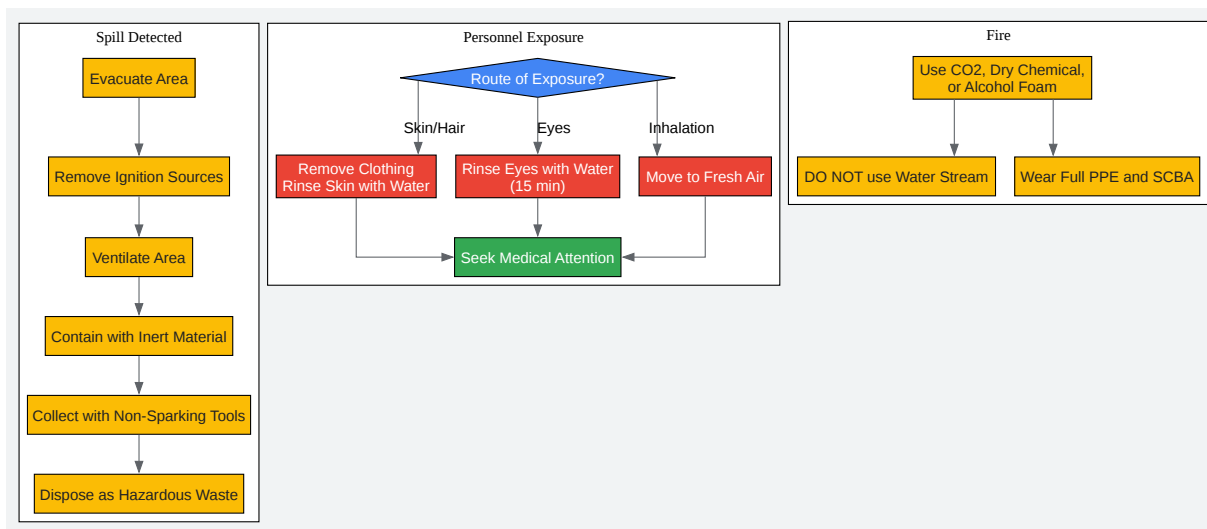 Spill Detected
Evacuate Area
Remove Ignition Sources
Ventilate Area
Contain with Inert Material
Collect with Non-Sparking Tools
Dispose as Hazardous Waste
Personnel Exposure
Route of Exposure?
Skin/Hair
Eyes
Inhalation
Remove Clothing
Rinse Skin with Water
Rinse Eyes with Water
(15 min)
Move to Fresh Air
Seek Medical Attention
Fire
Use CO2, Dry Chemical,
or Alcohol Foam
DO NOT use Water Stream
Wear Full PPE and SCBA